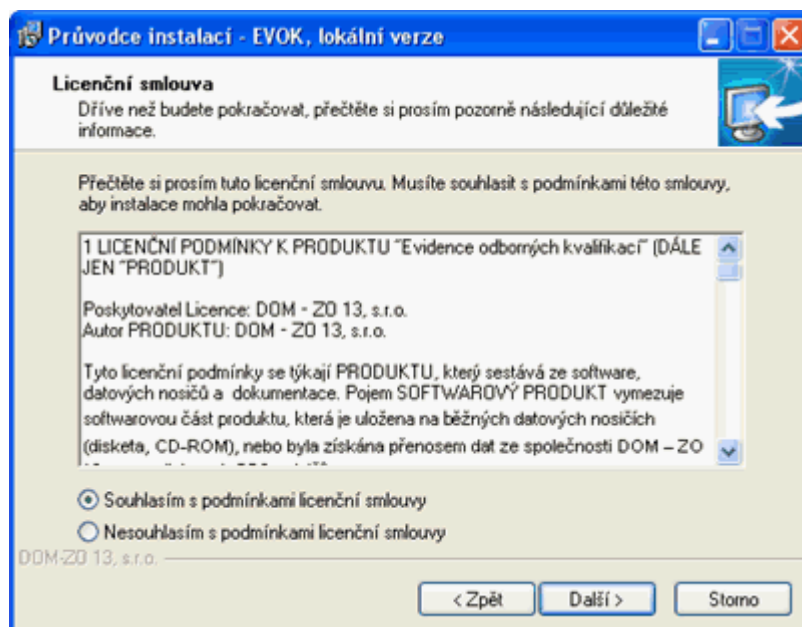 Průvodce instalací - EVOK, lokální verze
Licenční smlouva
Dříve než budete pokračovat, přečtěte si prosím pozorně následující důležité
informace.
Přečtěte si prosím tuto licenční smlouvu. Musíte souhlasit s podmínkami této smlouvy,
aby instalace mohla pokračovat.
1 LICENČNÍ PODMÍNKY K PRODUKTU "Evidence odborných kvalifikací" (DÁLE
JEN "PRODUKT")
Poskytovatel Licence: DOM - ZO 13, s.r.o.
Autor PRODUKTU: DOM - ZO 13, s.r.o.
Tyto licenční podmínky se týkají PRODUKTU, který sestává ze software,
datových nosičů a dokumentace. Pojem SOFTWAROVÝ PRODUKT vymezuje
softwarovou část produktu, která je uložena na běžných datových nosičích
(disketa, CD-ROM), nebo byla získána přenosem dat ze společnosti DOM – ZO
Souhlasím s podmínkami licenční smlouvy
Nesouhlasím s podmínkami licenční smlouvy
DOM-ZO 13, s.r.o.
< Zpět
Další >
Storno